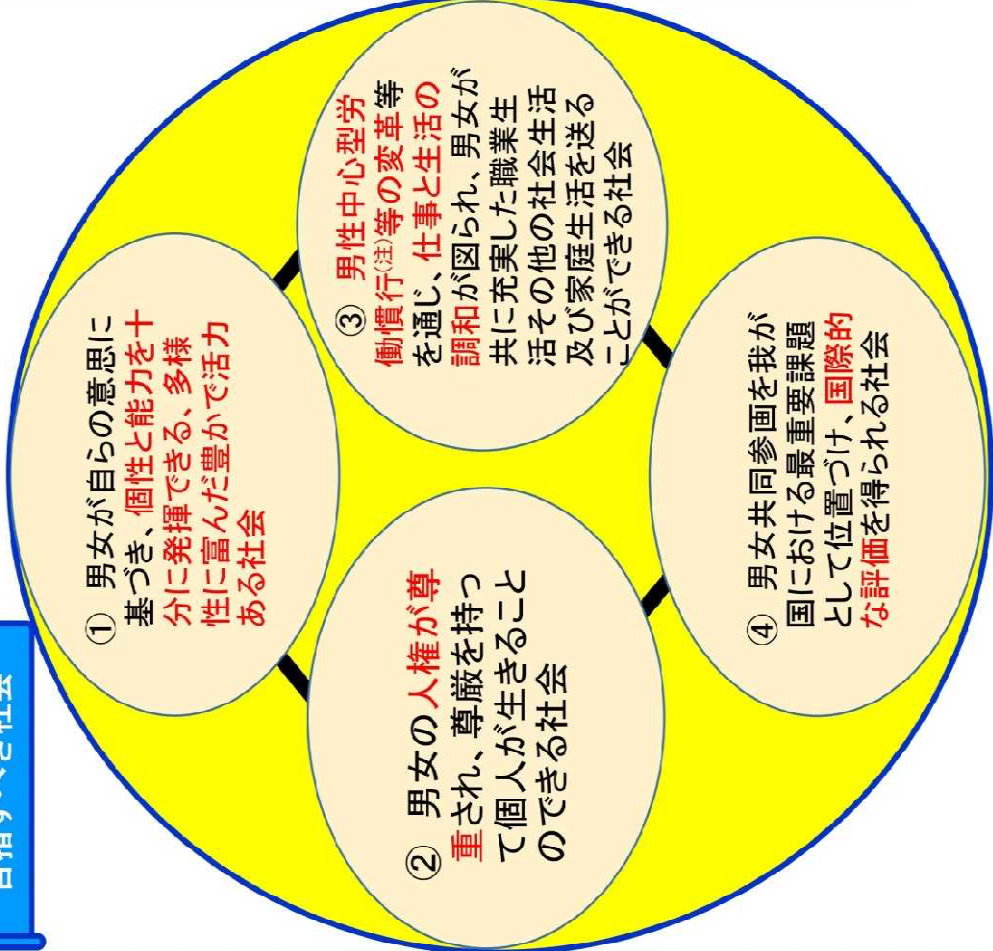 目指すべき社会
① 男女が自らの意思に
基づき、個性と能力を十
分に発揮できる、多様
性に富んだ豊かで活力
ある社会
② 男女の人権が尊
重され、尊厳を持っ
て個人が生きること
のできる社会
③ 男性中心型労
働慣行(注)等の変革等
を通じ、仕事と生活の
調和が図られ、男女が
共に充実した職業生
活その他の社会生活
及び家庭生活を送る
ことができる社会
④ 男女共同参画を我が
国における最重要課題
として位置づけ、国際的
な評価を得られる社会